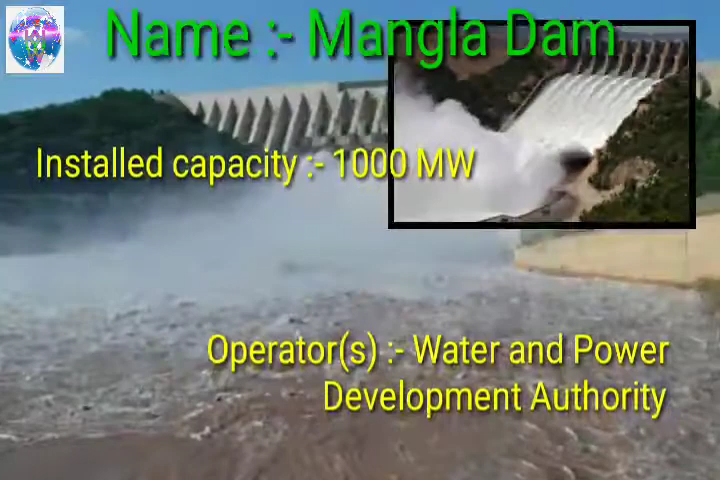 Name :- Mangla Dam
Installed capacity :- 1000 MW
Operator(s) :- Water and Power
Development Authority